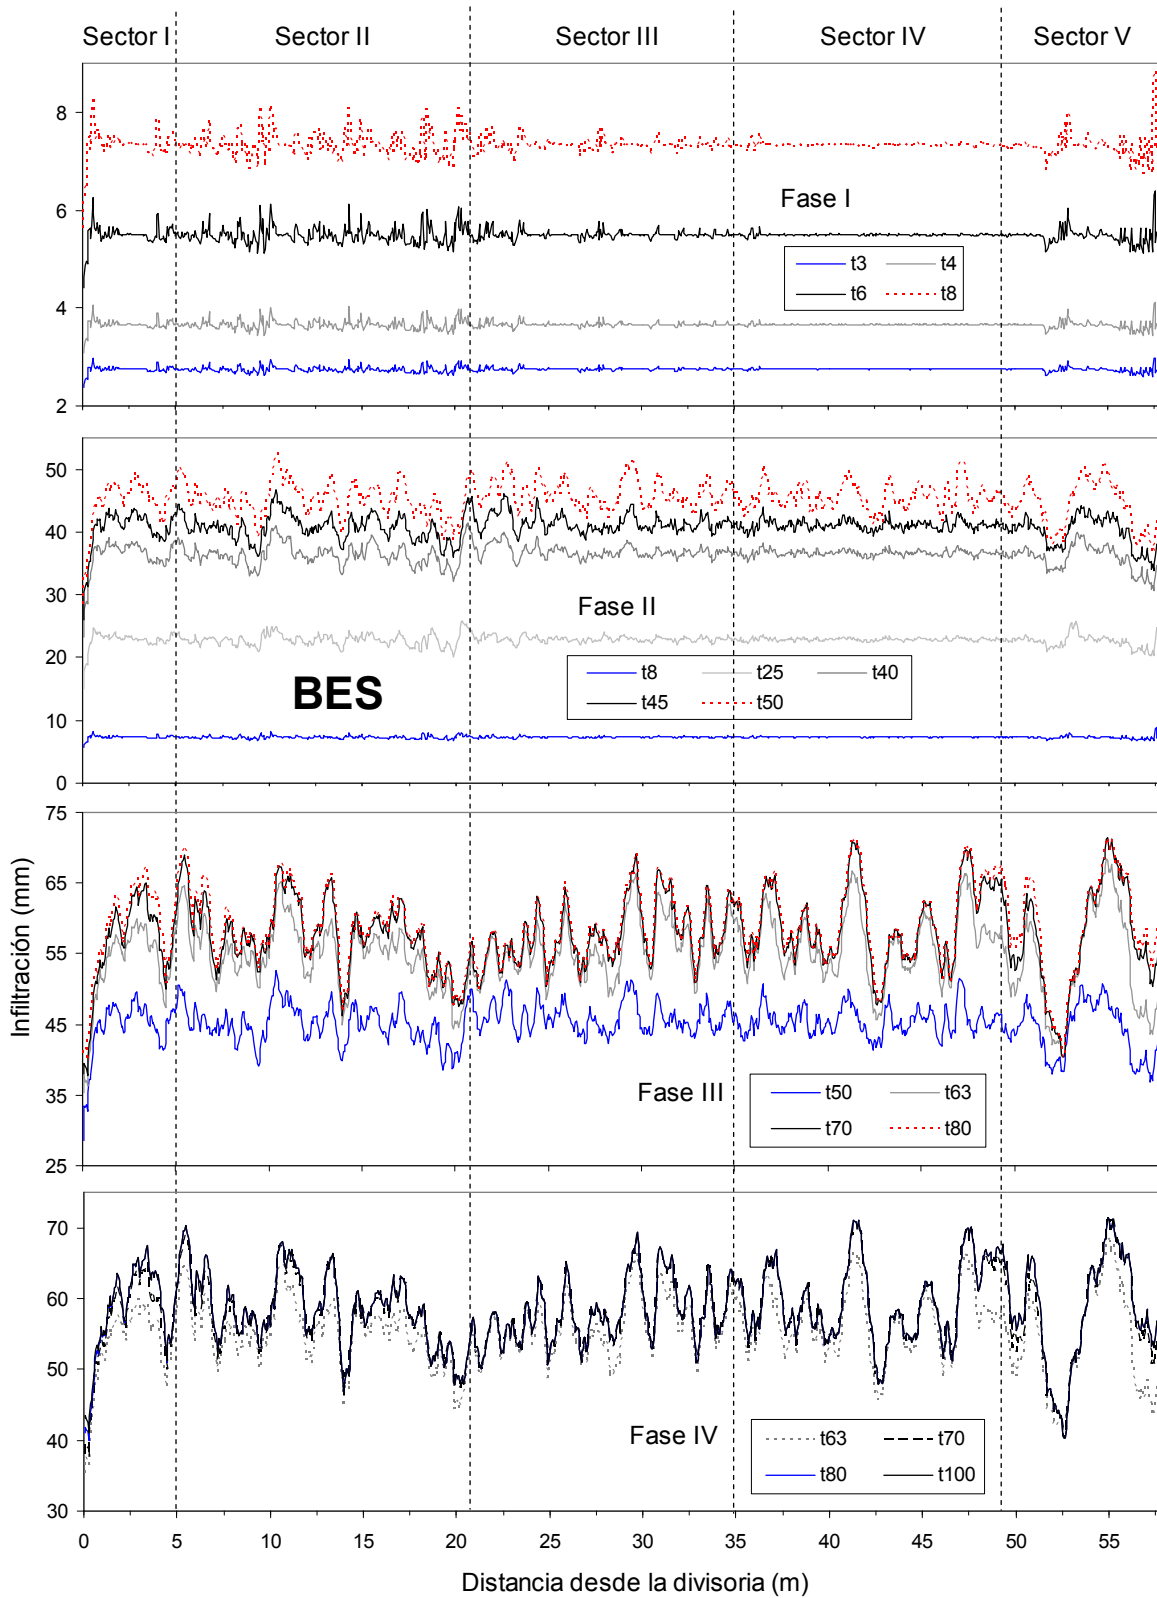 Sector I Sector II Sector III Sector IV Sector V
8
6
4
2
Fase I
t3 t4
t6 t8
50
40
30
20
10
0
Fase II
BES
t8 t25 t40
t45 t50
75
65
55
45
35
25
Infiltración (mm)
Fase III
t50 t63
t70 t80
70
60
50
40
30
Fase IV
t63 t70
t80 t100
0 5 10 15 20 25 30 35 40 45 50 55
Distancia desde la divisoria (m)